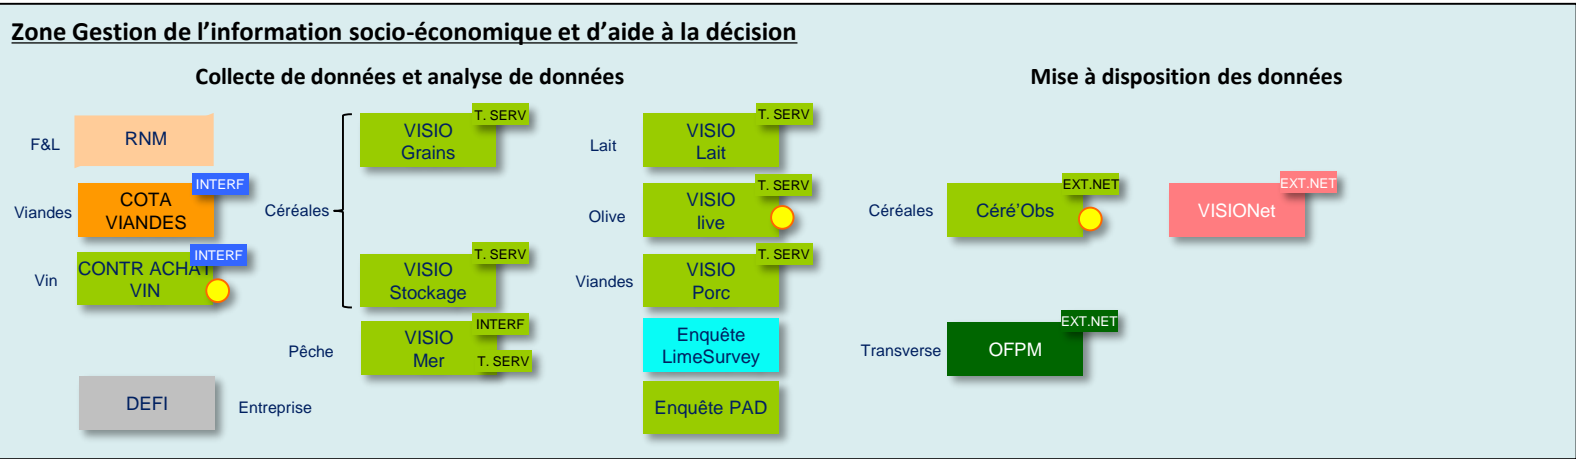 Zone Gestion de l’information socio-économique et d’aide à la décision
Collecte de données et analyse de données
Mise à disposition des données
F&L
RNM
Viandes
COTA
VIANDES
INTERF
Vin
CONTR ACHAT
VIN
INTERF
DEFI
Entreprise
Céréales
VISIO
Grains
T. SERV
VISIO
Stockage
T. SERV
Pêche
VISIO
Mer
INTERF
T. SERV
Lait
VISIO
Lait
T. SERV
Olive
VISIO
live
T. SERV
Viandes
VISIO
Porc
T. SERV
Enquête
LimeSurvey
Enquête PAD
Céréales
Céré’Obs
EXT.NET
VISIONet
EXT.NET
Transverse
OFPM
EXT.NET